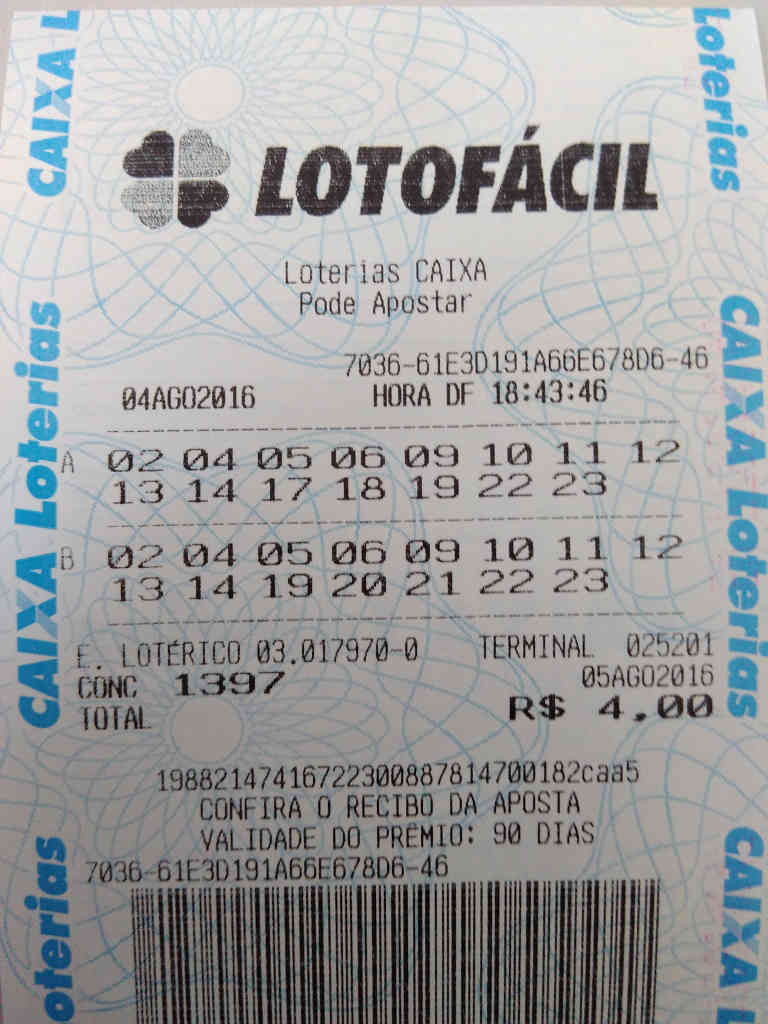 CAIXA L
Loterias
LOTOFÁCIL
Loterias CAIXA
Pode Apostar
7036-61E3D191A66E678D6-46
04AGO2016 HORA DF 18:43:46
A 02 04 05 06 09 10 11 12
13 14 17 18 19 22 23
B 02 04 05 06 09 10 11 12
13 14 19 20 21 22 23
E. LOTÉRICO 03.017970-0 TERMINAL 025201
CONC 1397 05AGO2016
TOTAL R$ 4,00
19882147416722300887814700182caa5
CONFIRA O RECIBO DA APOSTA
VALIDADE DO PRÊMIO: 90 DIAS
7036-61E3D191A66E678D6-46
CAIXA Loterias
CAIXA Loterias
oterias
CAIXA L